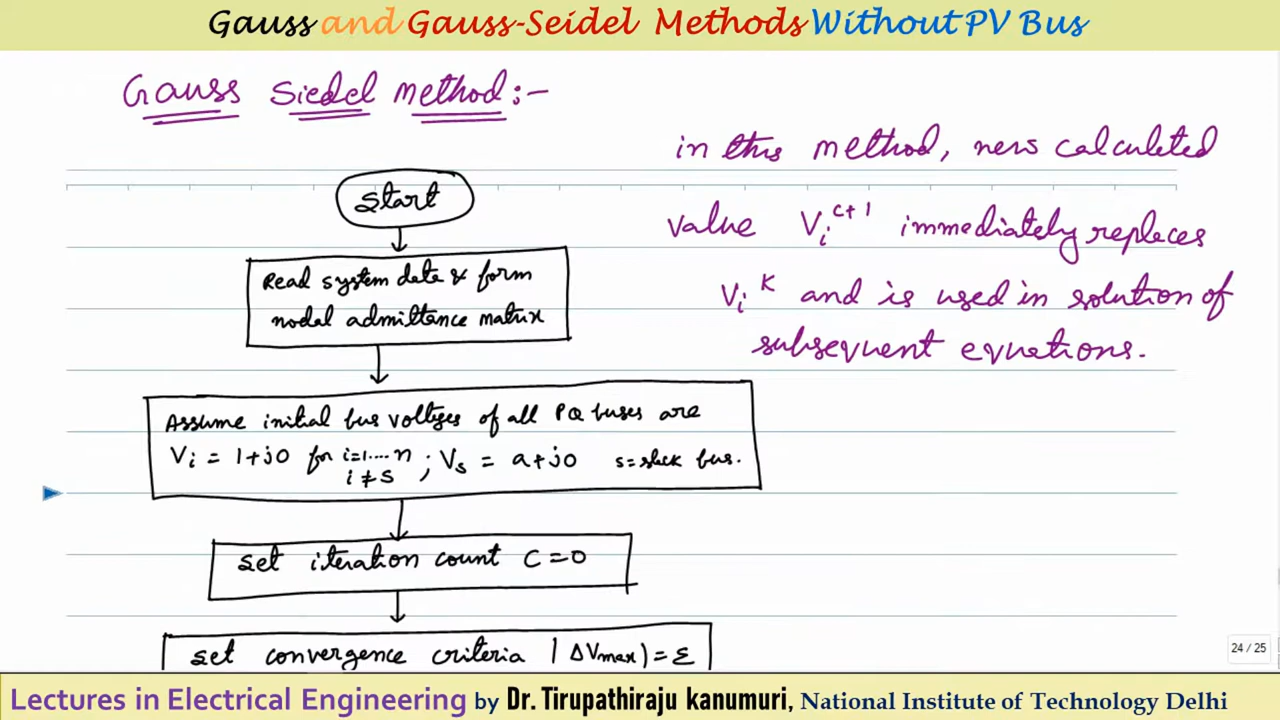 Gauss and Gauss-Seidel Methods Without PV Bus
Gauss Siedel method:-
in this method, new calculated
value Vi^c+1 immediately replaces
Vi^K and is used in solution of
subsequent equations.
Start
Read system data & form
nodal admittance matrix
Assume initial bus voltages of all PQ buses are
Vi = 1+j0 for i=1....n ; Vs = a+j0 s=slack bus.
i≠s
Set iteration count C=0
Set convergence criteria |ΔVmax| = ε
24 / 25
Lectures in Electrical Engineering by Dr. Tirupathiraju kanumuri, National Institute of Technology Delhi